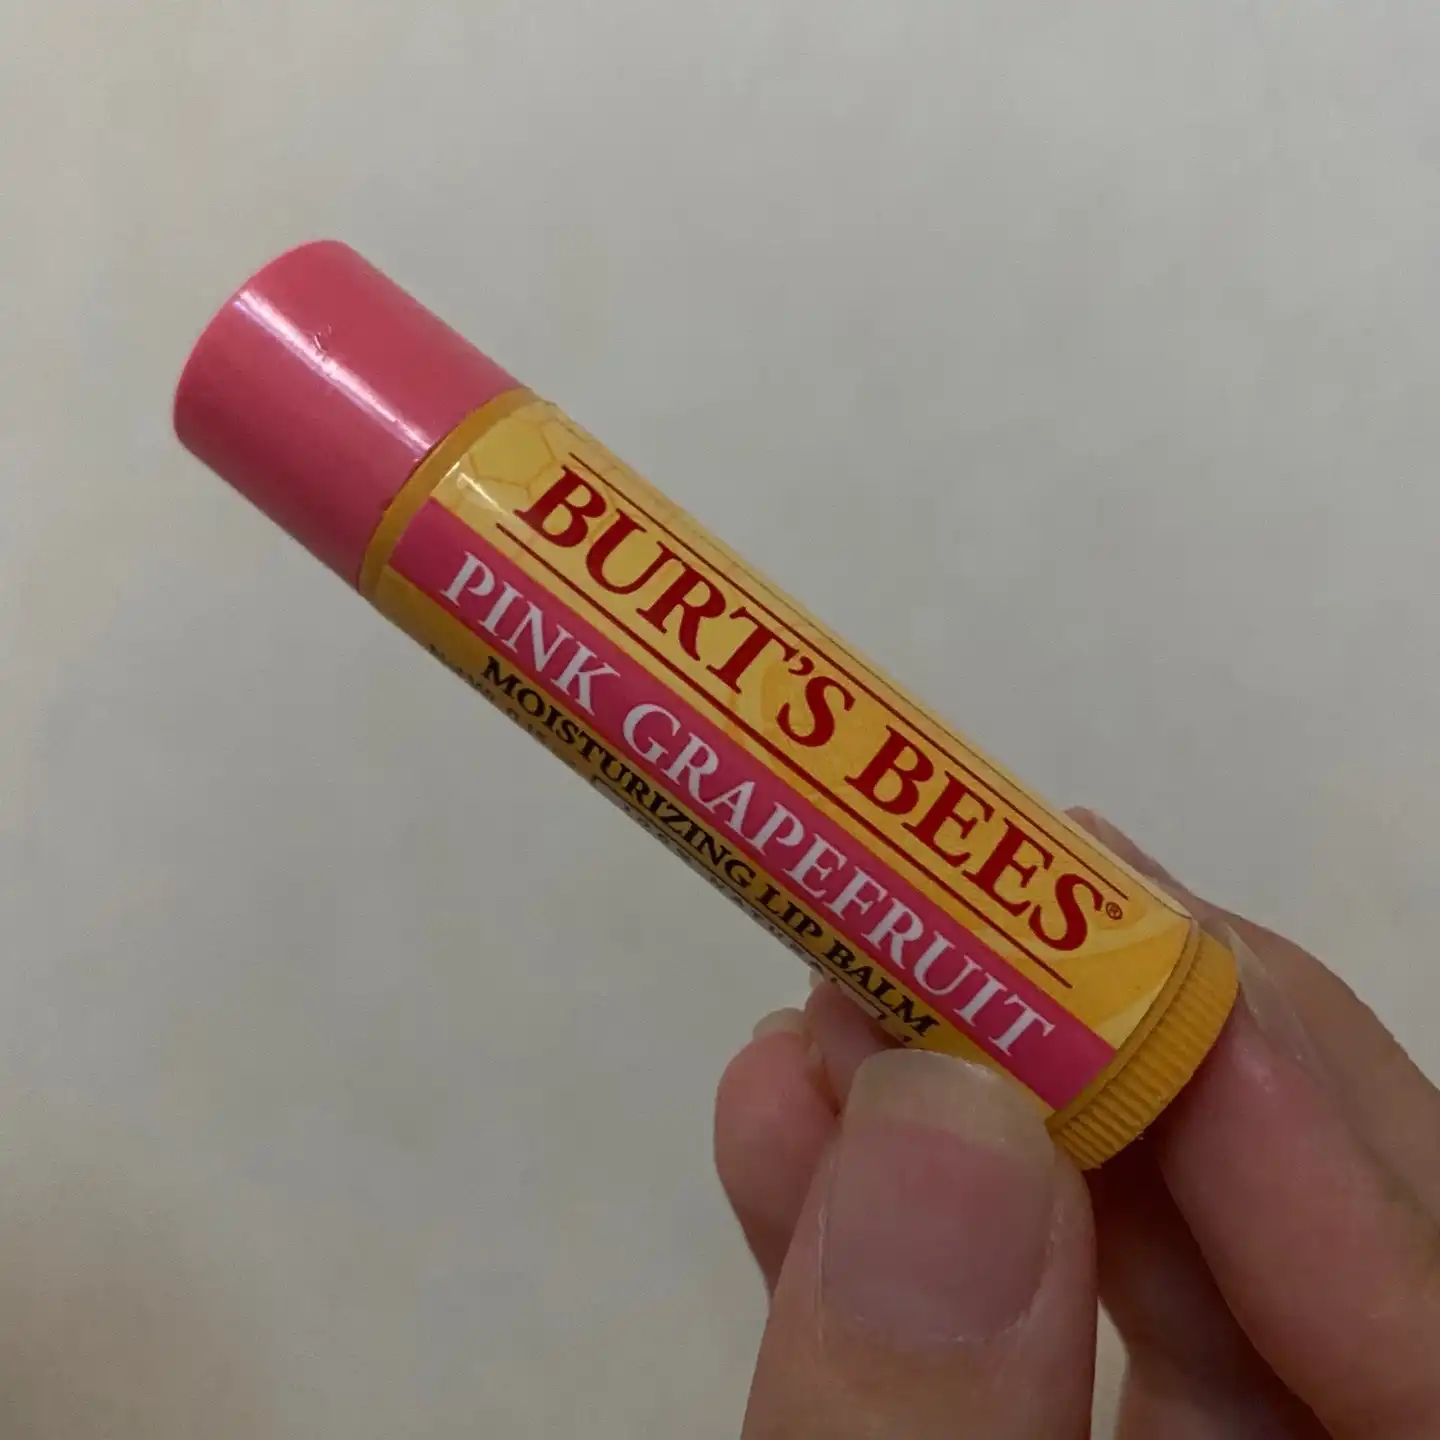 BURT'S BEES®
PINK GRAPEFRUIT
MOISTURIZING LIP BALM